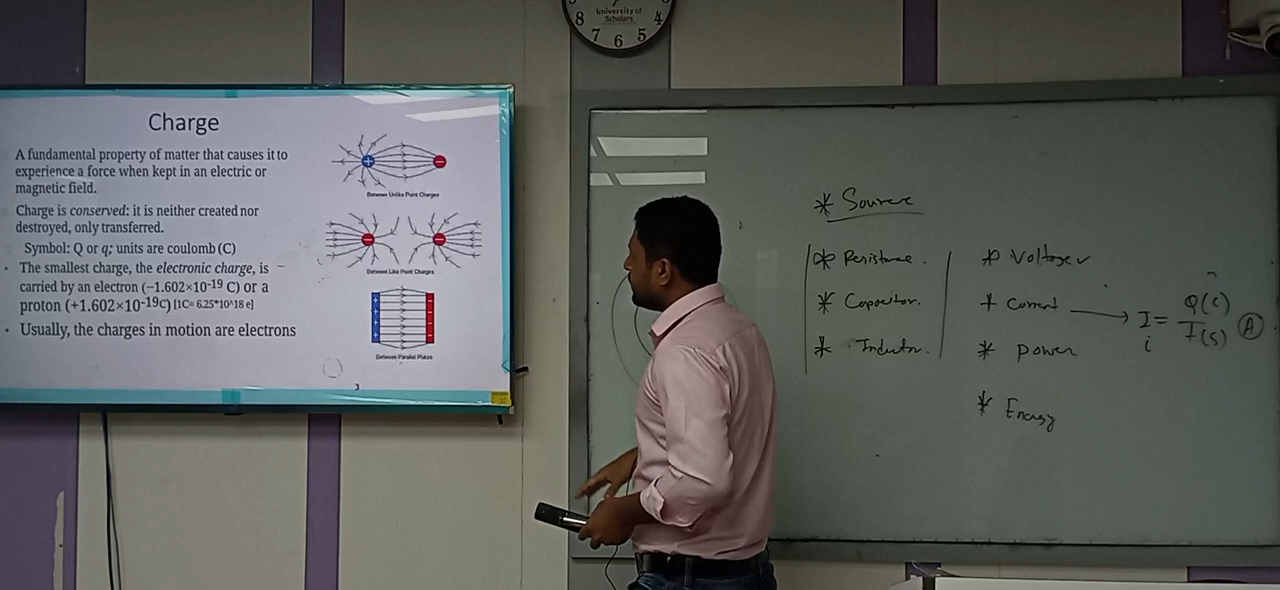 University of
Scholars
8
7
6
5
4
Charge
A fundamental property of matter that causes it to
experience a force when kept in an electric or
magnetic field.
Charge is conserved: it is neither created nor
destroyed, only transferred.
Symbol: Q or q; units are coulomb (C)
• The smallest charge, the electronic charge, is
carried by an electron (−1.602×10⁻¹⁹ C) or a
proton (+1.602×10⁻¹⁹C) [1C= 6.25*10^18 e]
• Usually, the charges in motion are electrons
Between Unlike Point Charges
Between Like Point Charges
Between Parallel Plates
3
* Source
* Resistance.
* Capacitor.
* Inductor.
* Voltage v
+ Current → I = Q(C)/T(s) (A)
i
* Power
* Energy